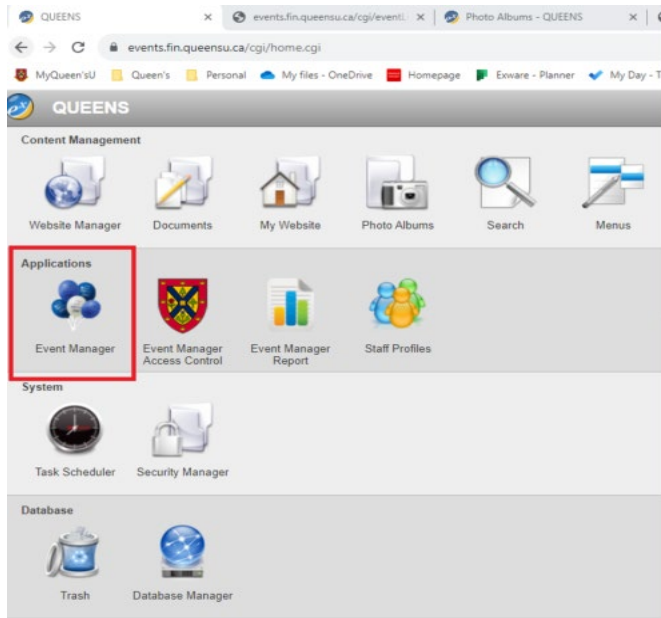 QUEENS
events.fin.queensu.ca/cgi/eventL
Photo Albums - QUEENS
events.fin.queensu.ca/cgi/home.cgi
MyQueen'sU Queen's Personal My files - OneDrive Homepage Exware - Planner My Day - T
QUEENS
Content Management
Website Manager Documents My Website Photo Albums Search Menus
Applications
Event Manager Event Manager Event Manager Staff Profiles
Access Control Report
System
Task Scheduler Security Manager
Database
Trash Database Manager